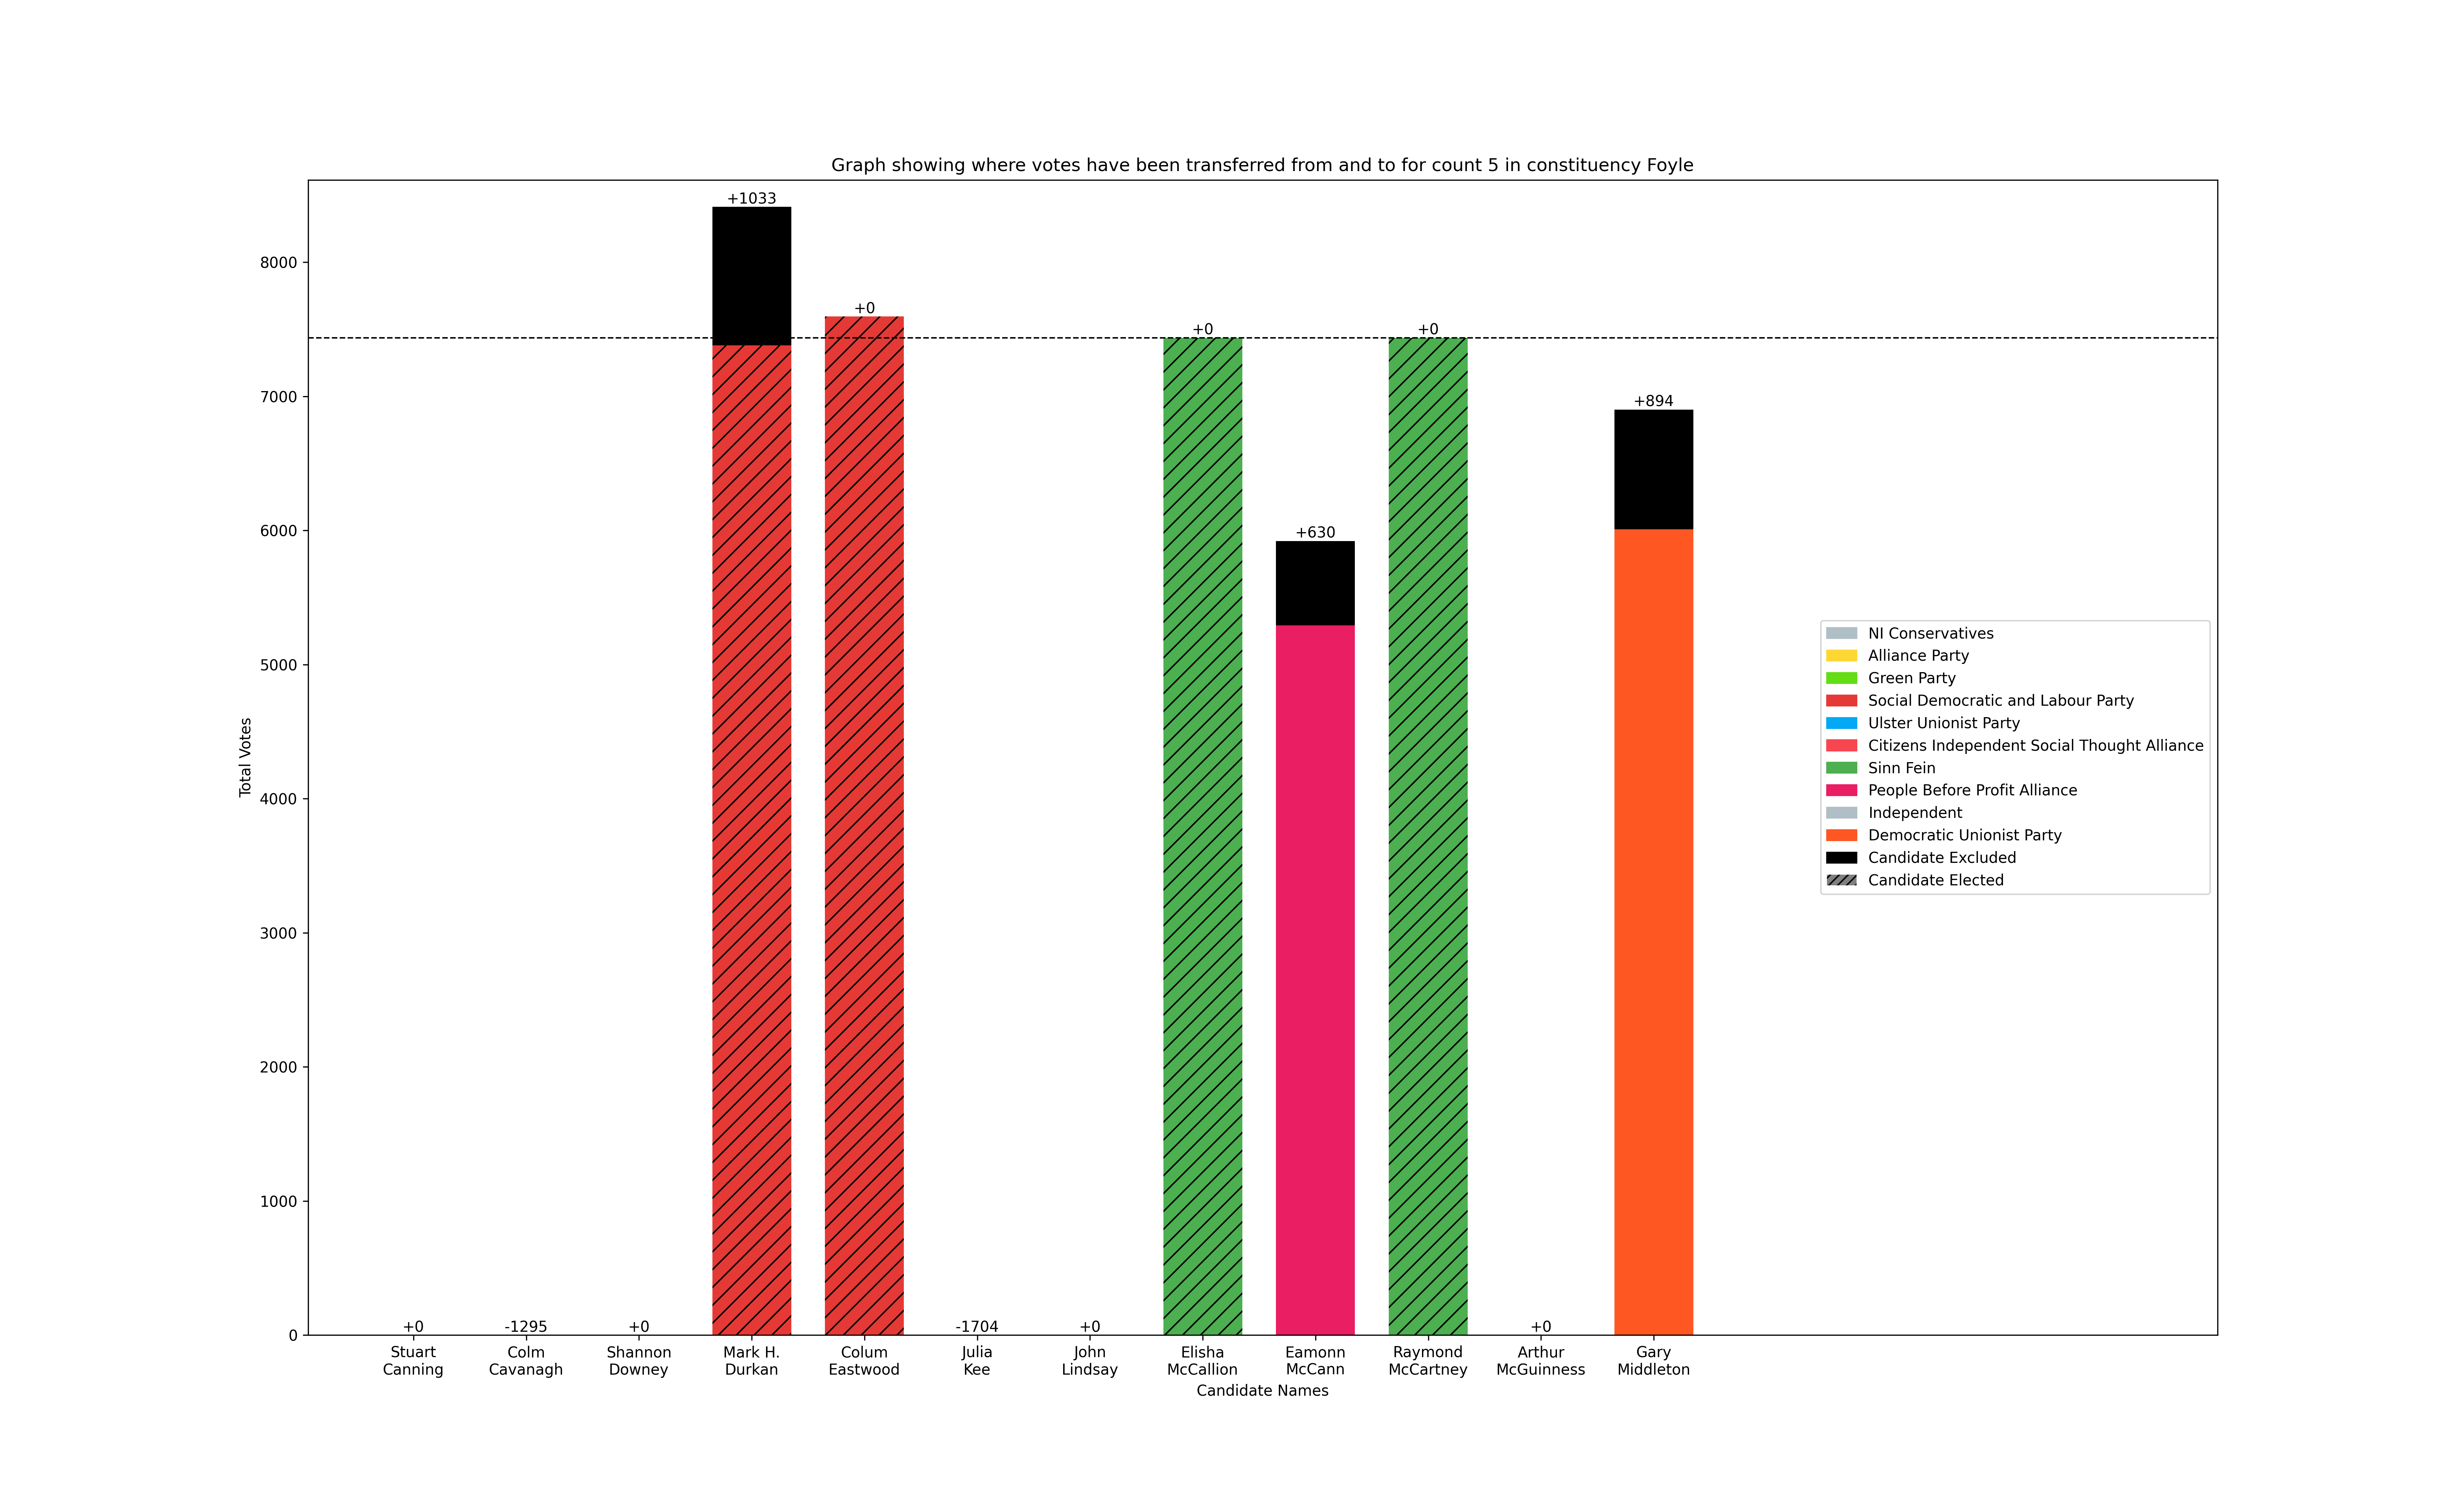 Graph showing where votes have been transferred from and to for count 5 in constituency Foyle
+1033
+0
+0
+0
+894
+630
8000
7000
6000
5000
4000
3000
2000
1000
0
Total Votes
NI Conservatives
Alliance Party
Green Party
Social Democratic and Labour Party
Ulster Unionist Party
Citizens Independent Social Thought Alliance
Sinn Fein
People Before Profit Alliance
Independent
Democratic Unionist Party
Candidate Excluded
Candidate Elected
+0
-1295
+0
-1704
+0
+0
Stuart
Canning
Colm
Cavanagh
Shannon
Downey
Mark H.
Durkan
Colum
Eastwood
Julia
Kee
John
Lindsay
Elisha
McCallion
Eamonn
McCann
Raymond
McCartney
Arthur
McGuinness
Gary
Middleton
Candidate Names